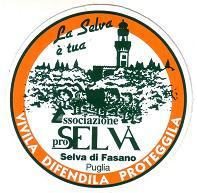 La Selva
è tua
Associazione
pro SELVA
Selva di Fasano
Puglia
VIVILA DIFENDILA PROTEGGILA